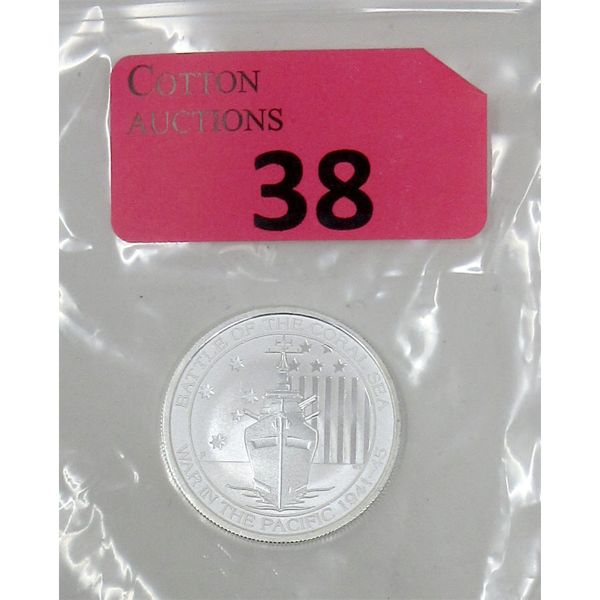 COTTON
AUCTIONS
38
BATTLE OF THE CORAL SEA
WAR IN THE PACIFIC 1941-45